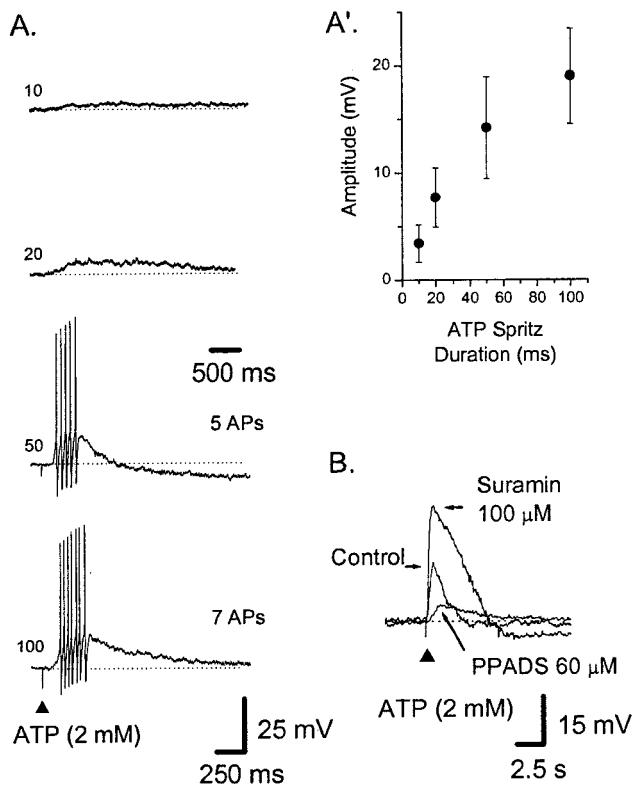 A.
10
20
500 ms
50
5 APs
100
7 APs
ATP (2 mM)
25 mV
250 ms
A'.
20
10
0
Amplitude (mV)
0 20 40 60 80 100
ATP Spritz
Duration (ms)
B.
Suramin
100 µM
Control
PPADS 60 µM
ATP (2 mM)
15 mV
2.5 s